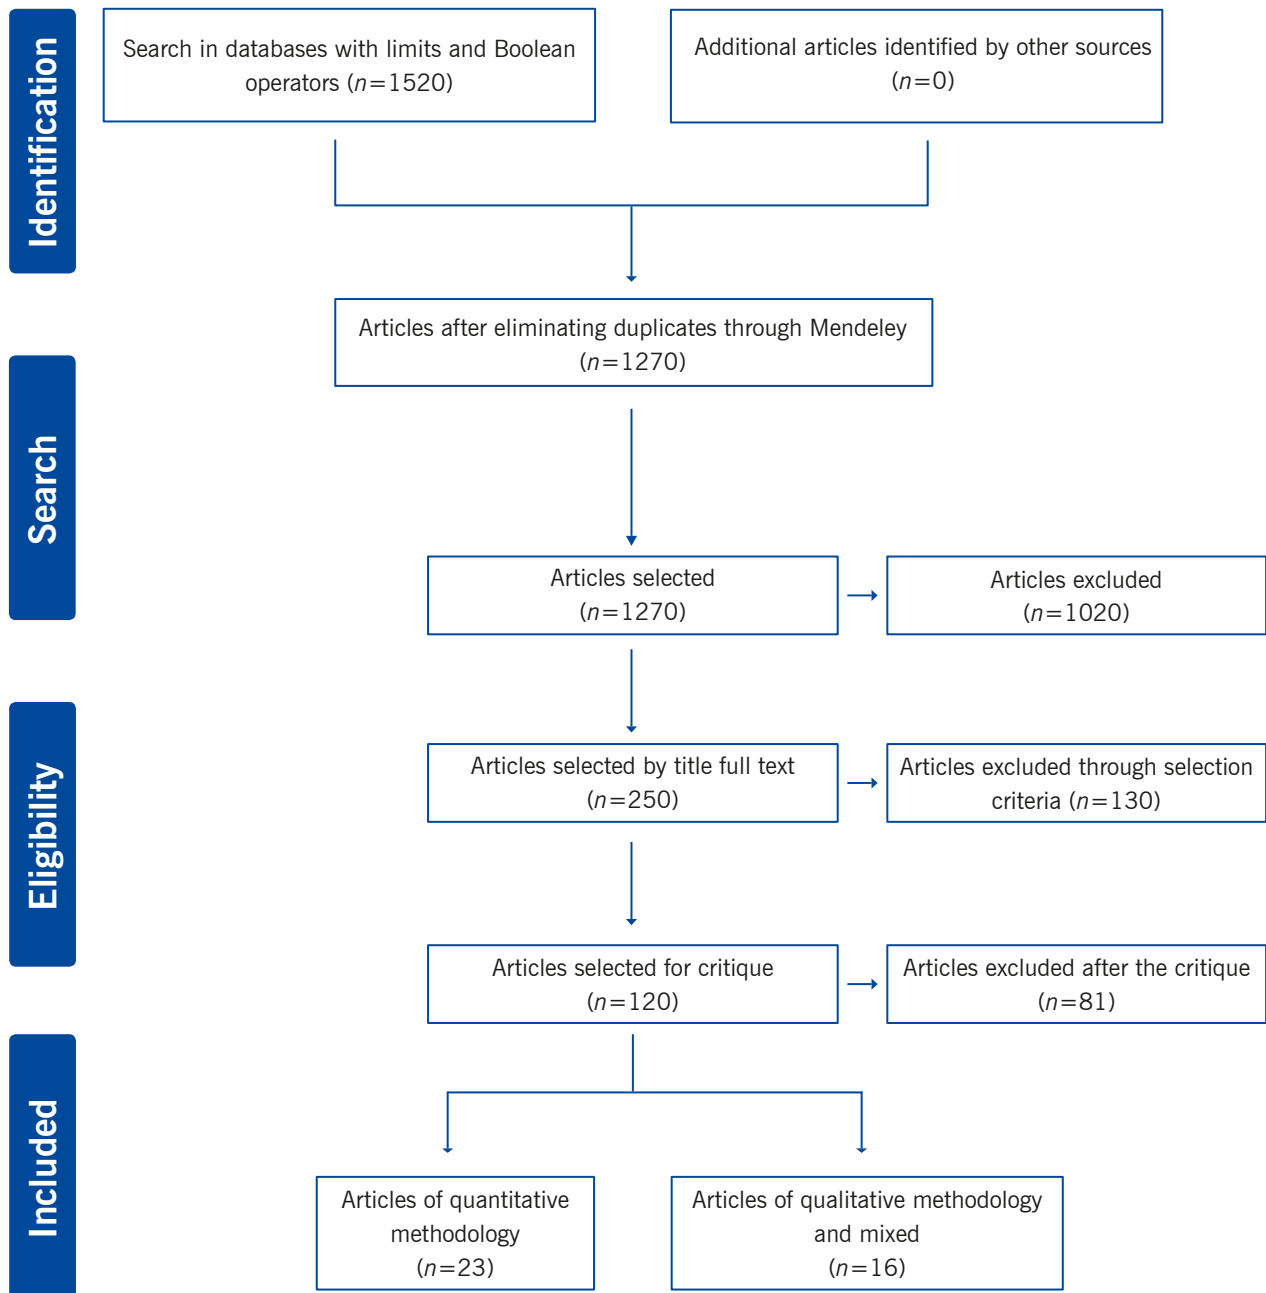 Identification
Search in databases with limits and Boolean
operators (n=1520)
Additional articles identified by other sources
(n=0)
Articles after eliminating duplicates through Mendeley
(n=1270)
Search
Articles selected
(n=1270)
Articles excluded
(n=1020)
Eligibility
Articles selected by title full text
(n=250)
Articles excluded through selection
criteria (n=130)
Articles selected for critique
(n=120)
Articles excluded after the critique
(n=81)
Included
Articles of quantitative
methodology
(n=23)
Articles of qualitative methodology
and mixed
(n=16)